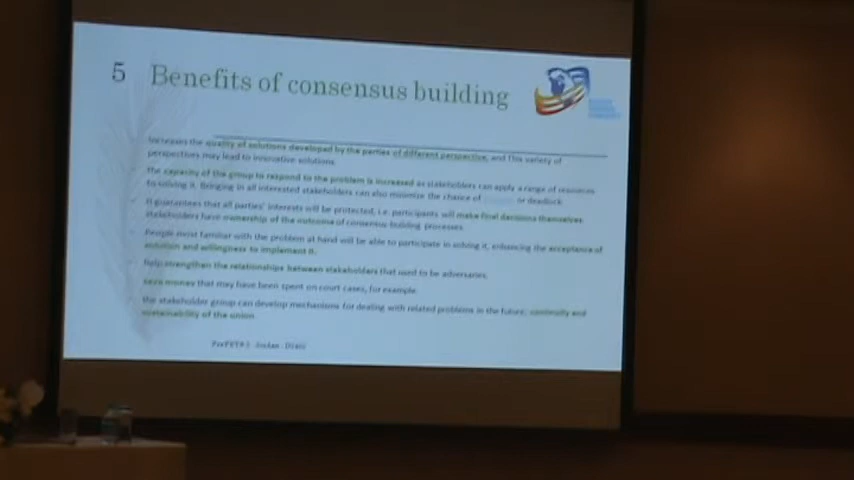 5 Benefits of consensus building
Increases the quality of solutions developed by the parties of different perspective, and This variety of
perspectives may lead to innovative solutions.
The capacity of the group to respond to the problem is increased as stakeholders can apply a range of resources
to solving it. Bringing in all interested stakeholders can also minimize the chance of or deadlock.
It guarantees that all parties' interests will be protected, i.e. participants will make final decisions themselves.
stakeholders have ownership of the outcome of consensus-building processes.
People most familiar with the problem at hand will be able to participate in solving it, enhancing the acceptance of
solution and willingness to implement it.
help strengthen the relationships between stakeholders that used to be adversaries.
save money that may have been spent on court cases, for example.
the stakeholder group can develop mechanisms for dealing with related problems in the future; continuity and
sustainability of the union.